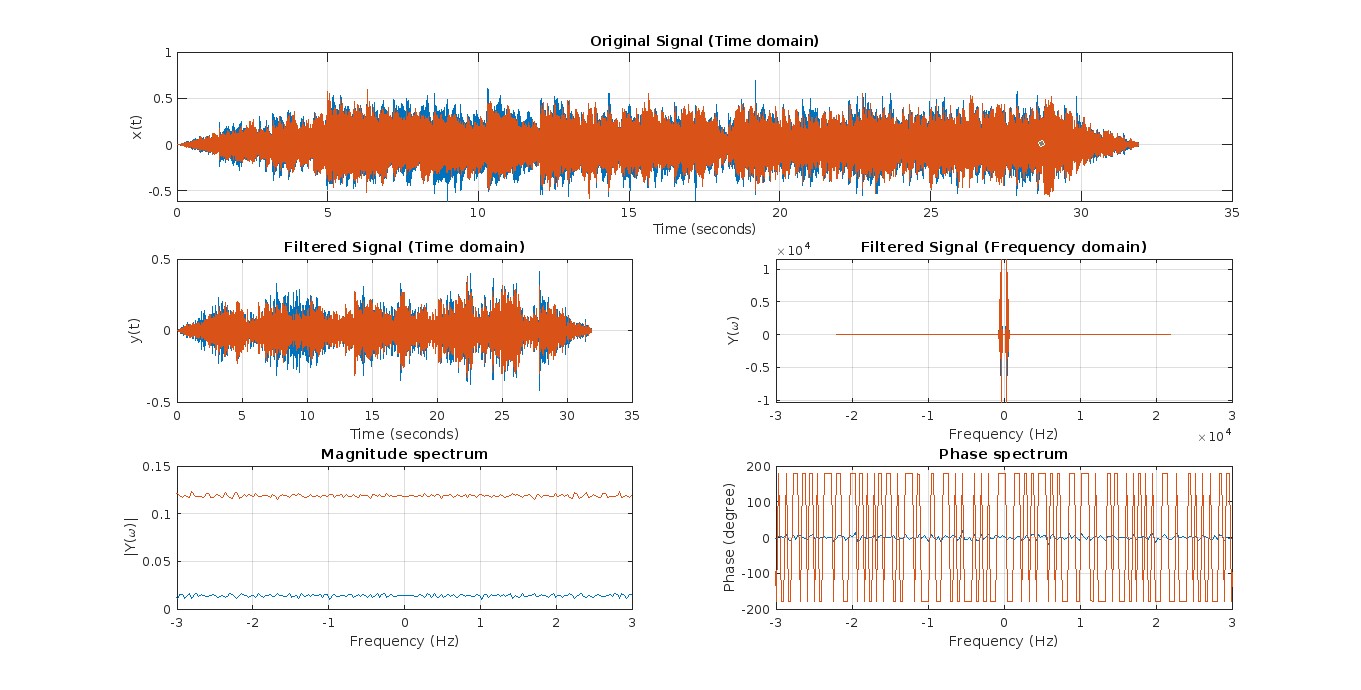 Original Signal (Time domain)
1
0.5
0
-0.5
x(t)
0 5 10 15 20 25 30 35
Time (seconds)
Filtered Signal (Time domain)
0.5
0
-0.5
y(t)
0 5 10 15 20 25 30 35
Time (seconds)
Filtered Signal (Frequency domain)
×10⁴
1
0.5
0
-0.5
-1
Y(ω)
-3 -2 -1 0 1 2 3
Frequency (Hz)
×10⁴
Magnitude spectrum
0.15
0.1
0.05
0
|Y(ω)|
-3 -2 -1 0 1 2 3
Frequency (Hz)
Phase spectrum
200
100
0
-100
-200
Phase (degree)
-3 -2 -1 0 1 2 3
Frequency (Hz)